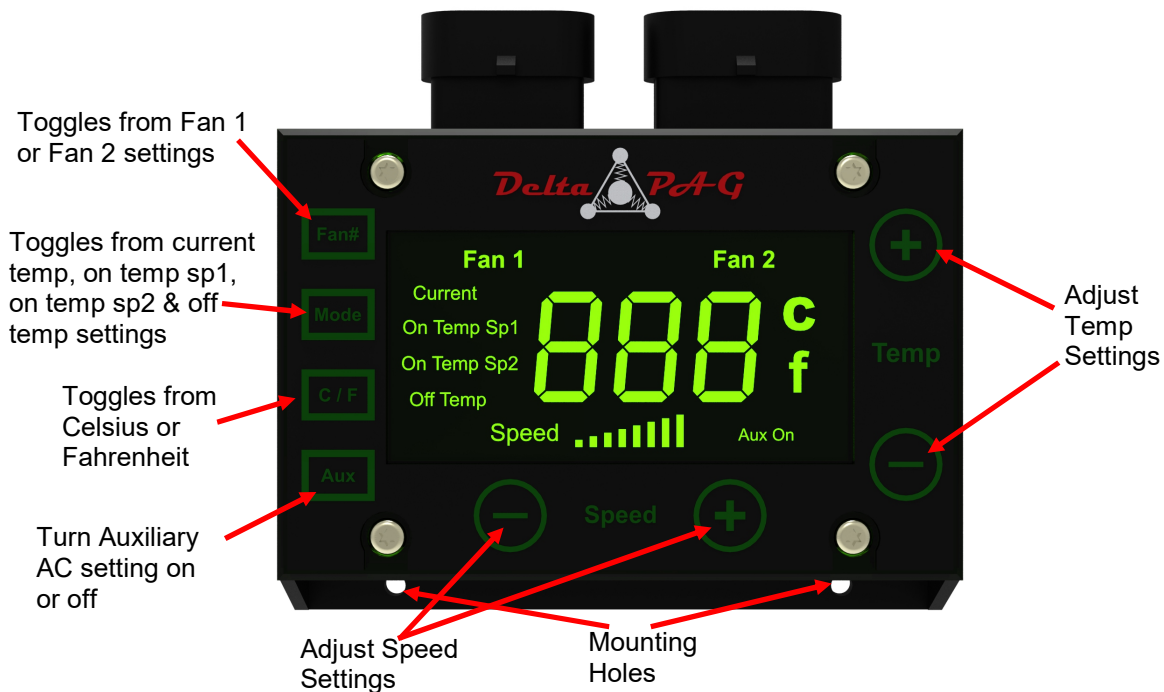 Toggles from Fan 1
or Fan 2 settings
Delta PAG
Fan#
Toggles from current
temp, on temp sp1,
on temp sp2 & off
temp settings
Mode
Fan 1
Fan 2
Current
On Temp Sp1
On Temp Sp2
Off Temp
888
c
f
Speed
Aux On
Temp
Adjust
Temp
Settings
Toggles from
Celsius or
Fahrenheit
C / F
Aux
Speed
Turn Auxiliary
AC setting on
or off
Adjust Speed
Settings
Mounting
Holes